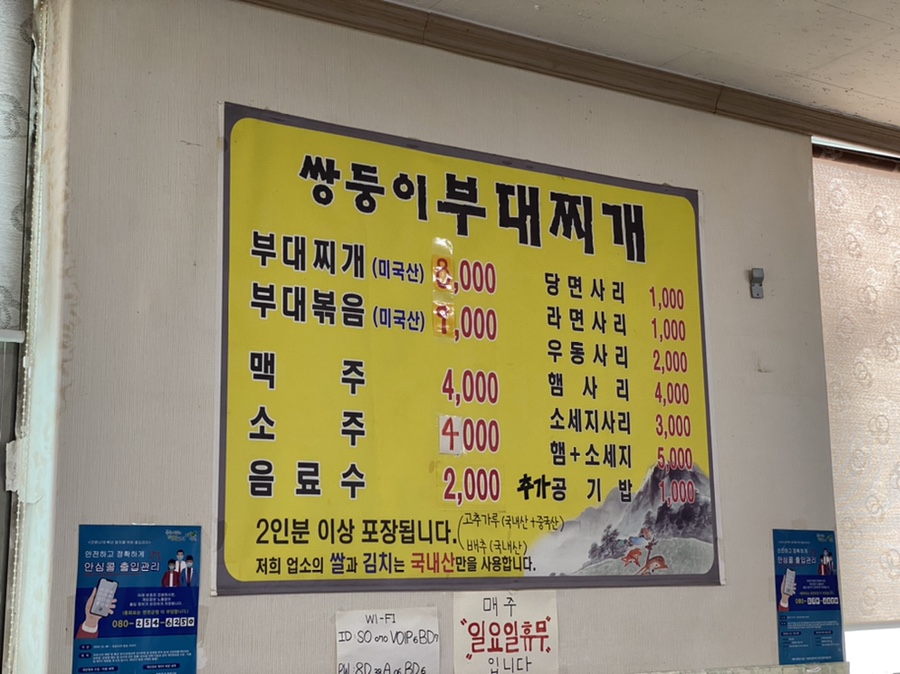 쌍둥이부대찌개
부대찌개 (미국산) 8,000
부대볶음 (미국산) ,000
맥 주 4,000
소 주 4000
음 료 수 2,000
당면사리 1,000
라면사리 1,000
우동사리 2,000
햄 사 리 4,000
소세지사리 3,000
햄+소세지 5,000
추가공 기 밥 1,000
2인분 이상 포장됩니다.
(고추가루 (국내산+중국산)
배추 (국내산)
저희 업소의 쌀과 김치는 국내산만을 사용합니다.
안전하고 정확하게
안심콜 출입관리
080-254-6250
WI-FI
ID SO
매주
"일요일휴무"
입니다